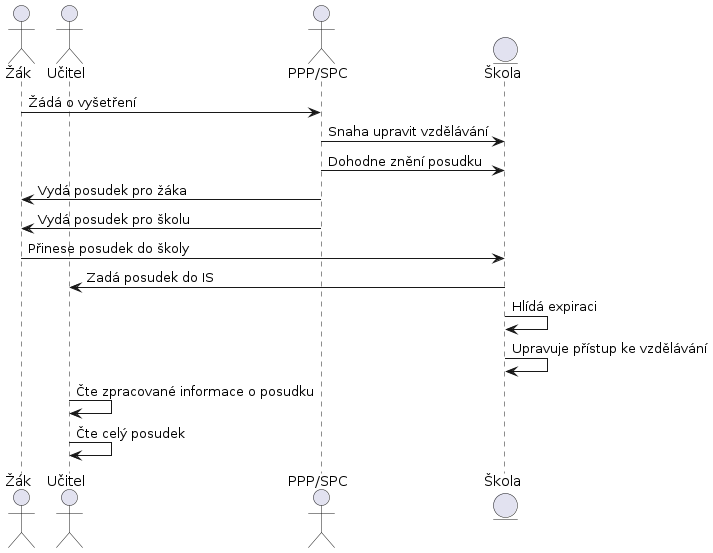 Žák Učitel PPP/SPC Škola
Žádá o vyšetření
Snaha upravit vzdělávání
Dohodne znění posudku
Vydá posudek pro žáka
Vydá posudek pro školu
Přinese posudek do školy
Zadá posudek do IS
Hlídá expiraci
Upravuje přístup ke vzdělávání
Čte zpracované informace o posudku
Čte celý posudek
Žák Učitel PPP/SPC Škola